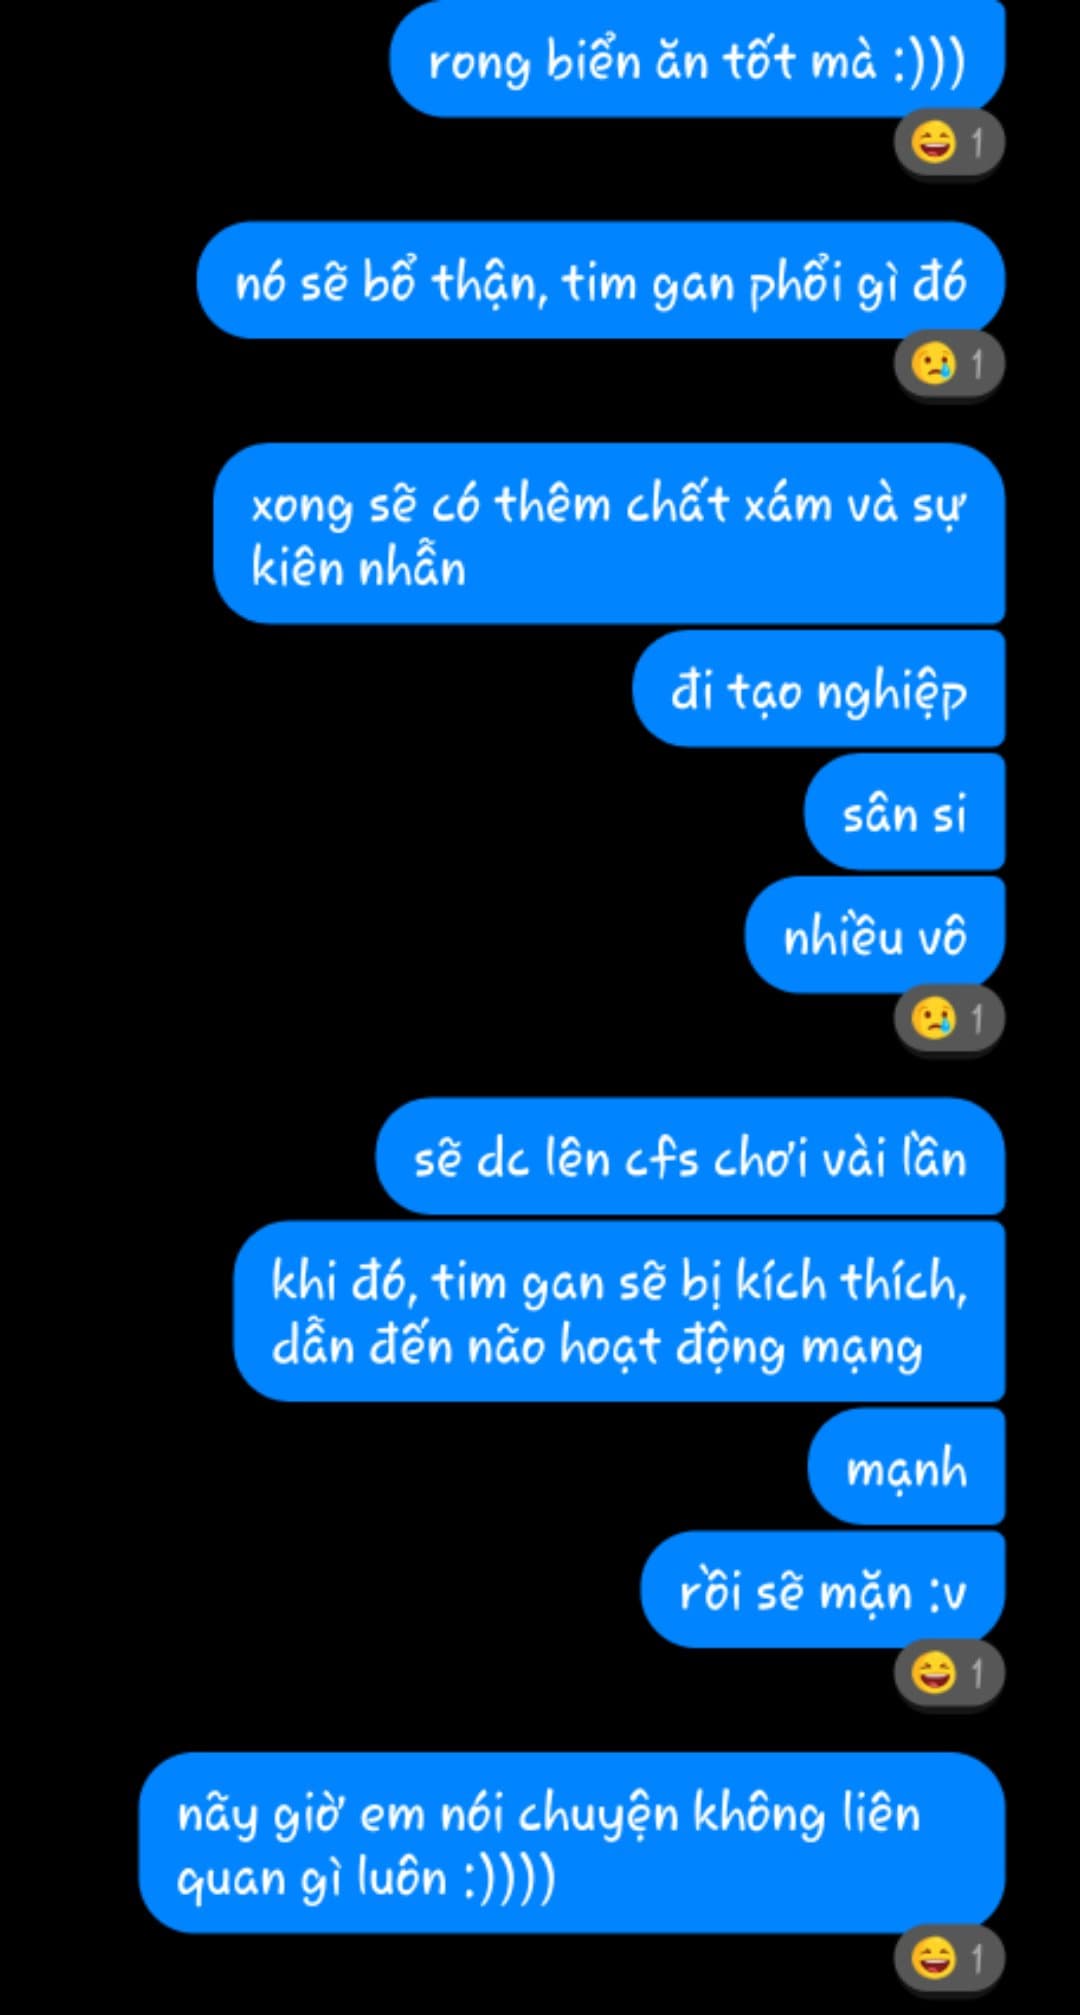 rong biển ăn tốt mà :)))
1
nó sẽ bổ thận, tim gan phổi gì đó
1
xong sẽ có thêm chất xám và sự
kiên nhẫn
đi tạo nghiệp
sân si
nhiều vô
1
sẽ dc lên cfs chơi vài lần
khi đó, tim gan sẽ bị kích thích,
dẫn đến não hoạt động mạng
mạnh
rồi sẽ mặn :v
1
nãy giờ em nói chuyện không liên
quan gì luôn :))))
1